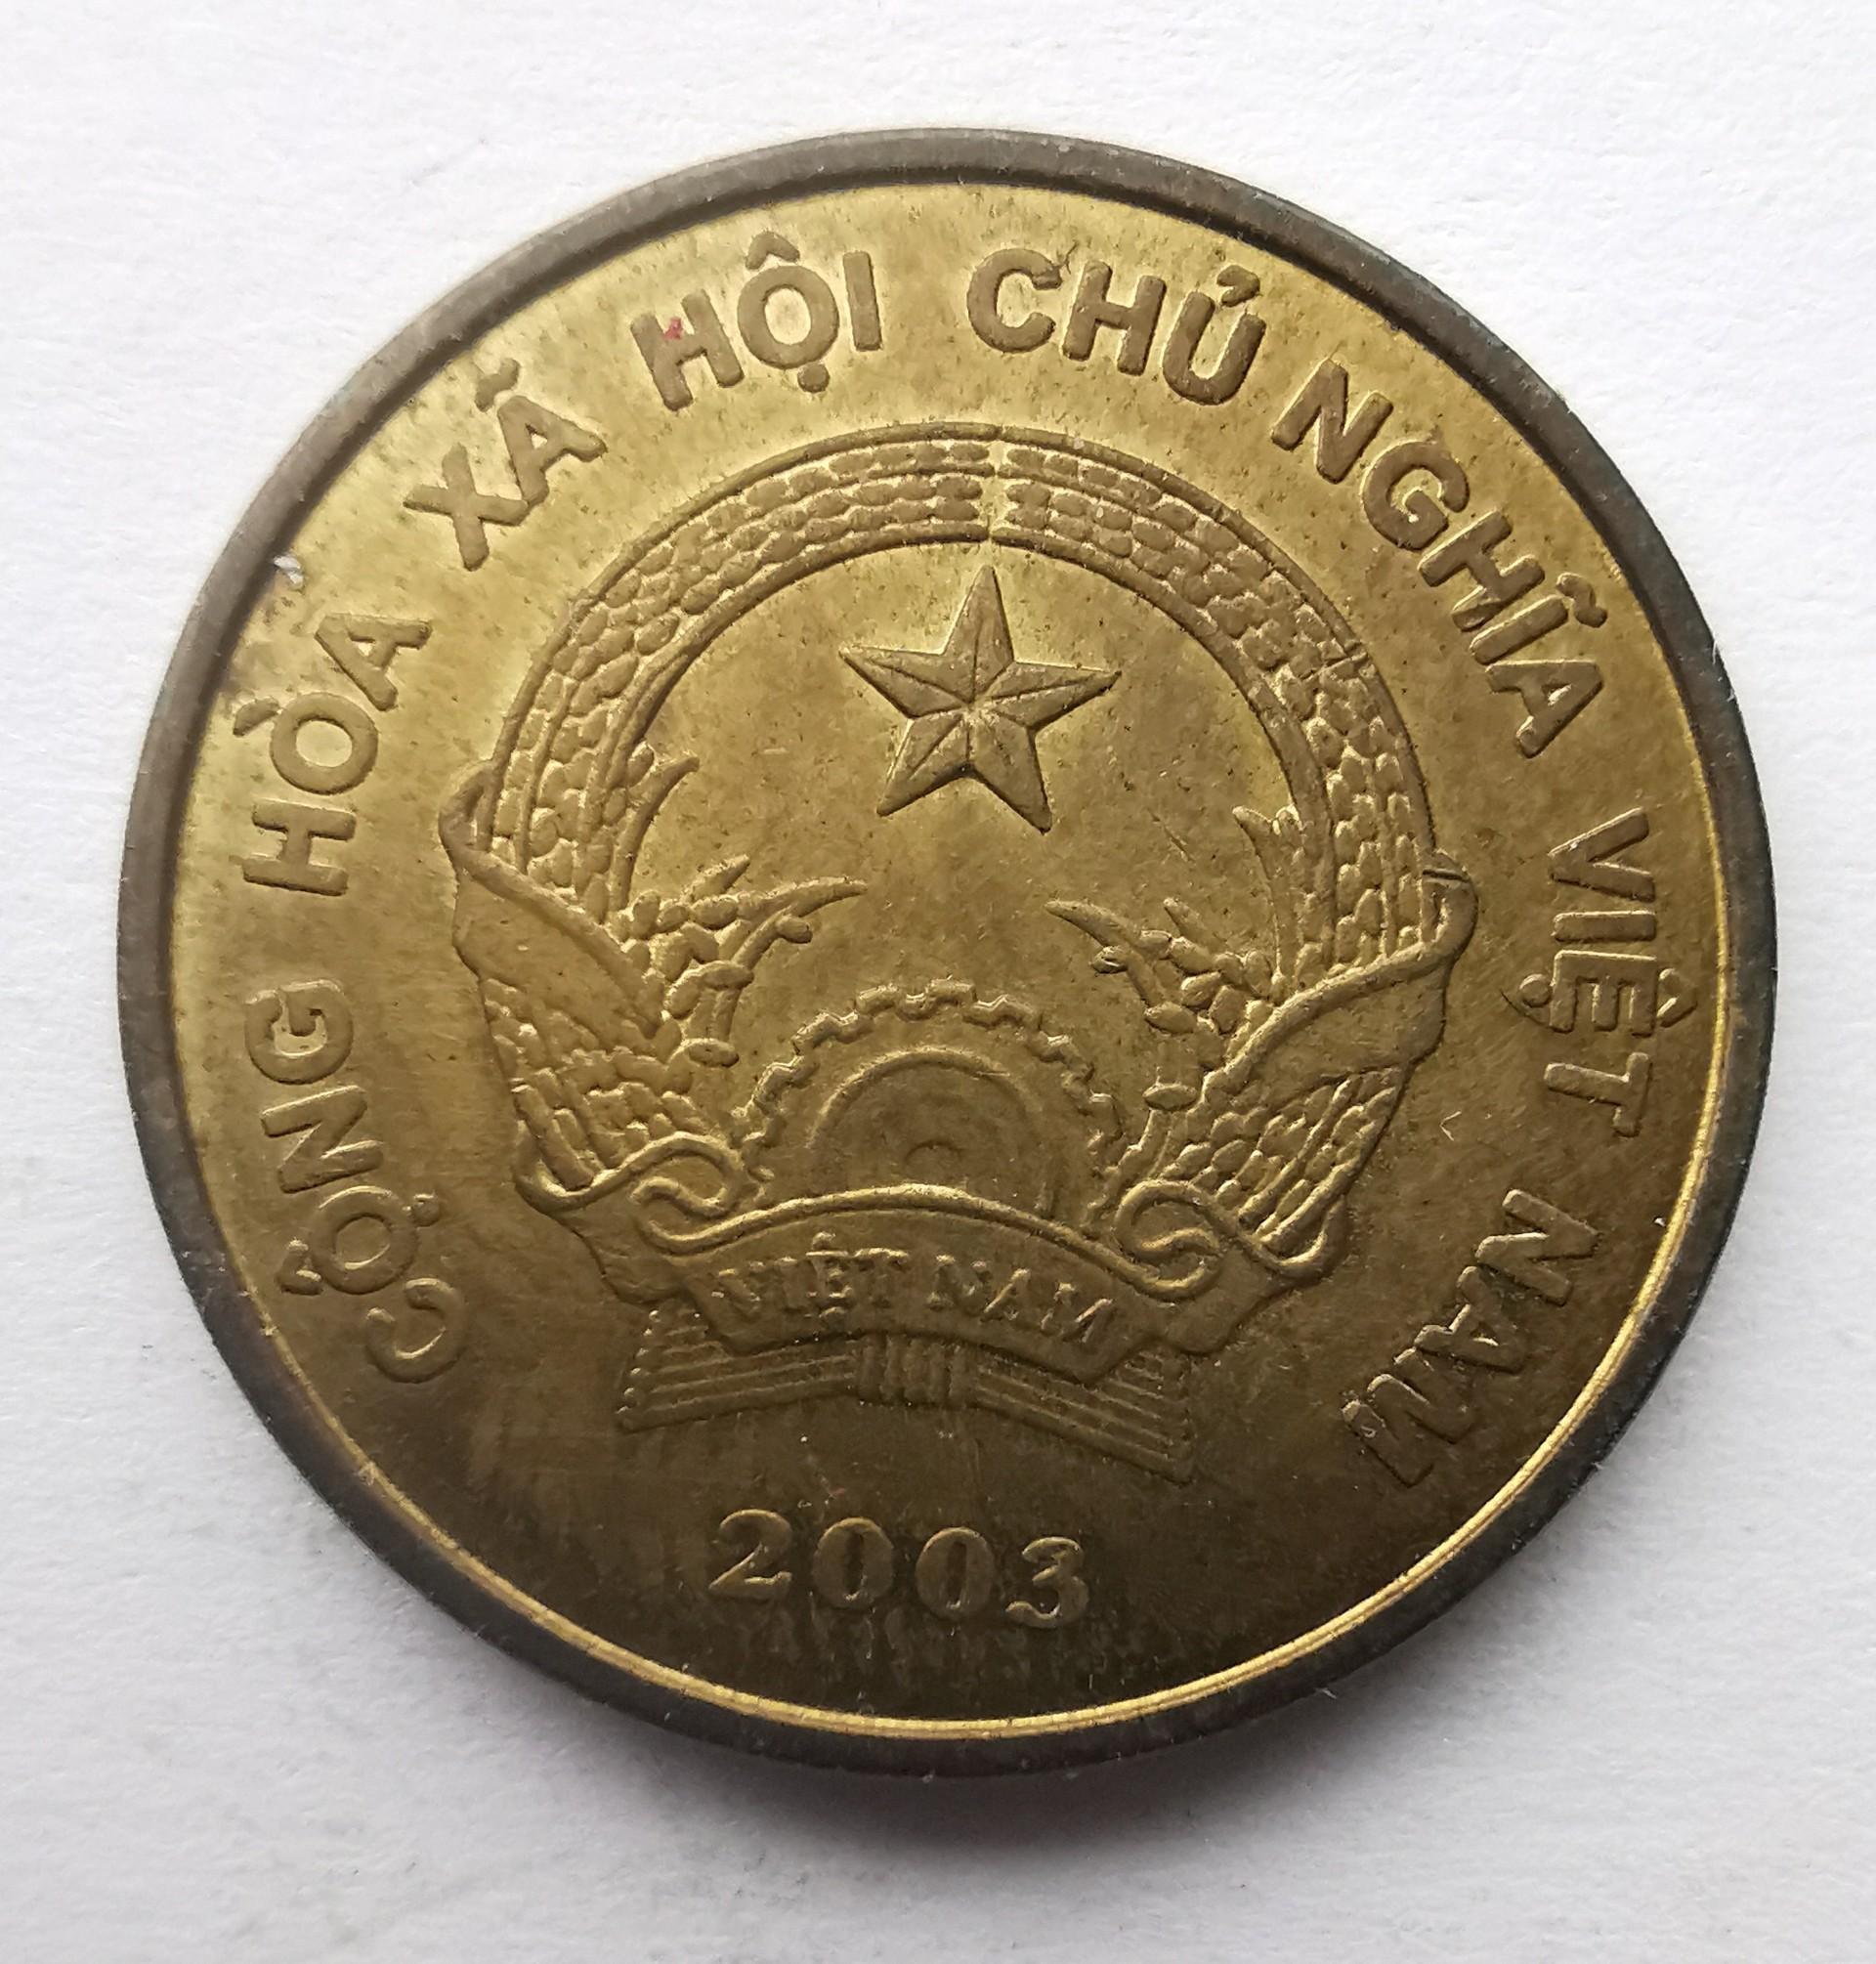 CỘNG HÒA XÃ HỘI CHỦ NGHĨA VIỆT NAM
VIỆT NAM
2003